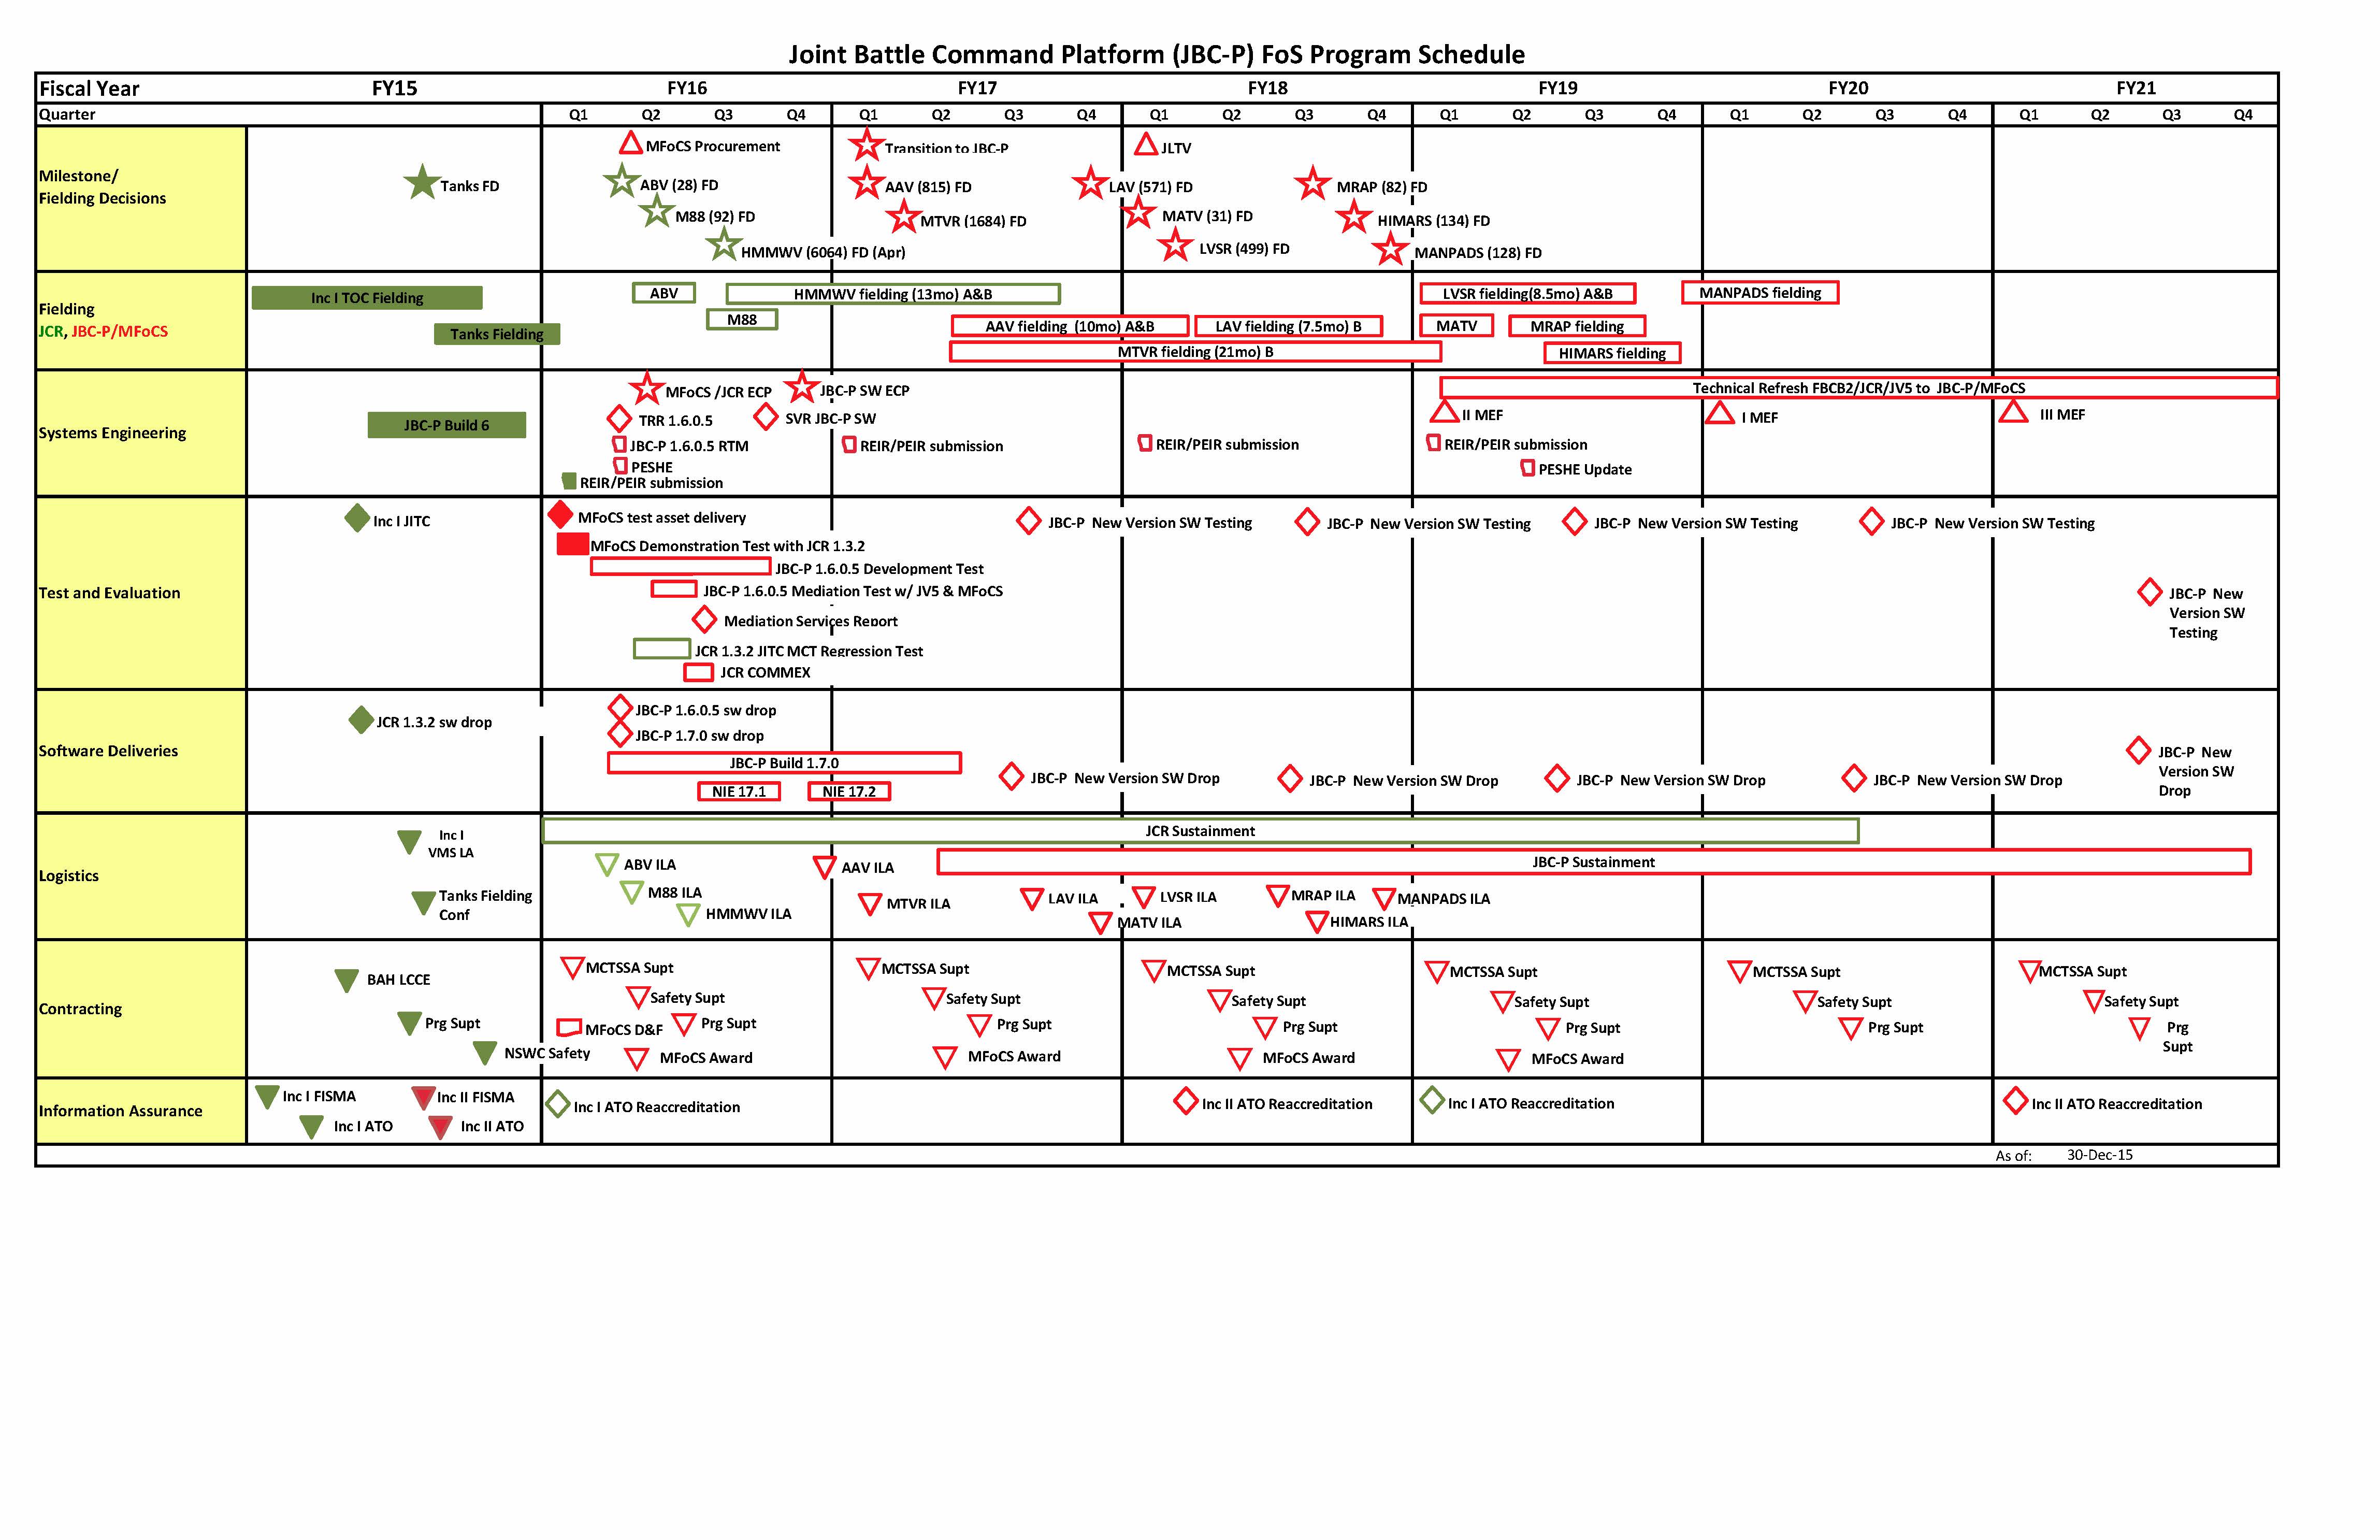 Joint Battle Command Platform (JBC-P) FoS Program Schedule
Fiscal Year FY15 FY16 FY17 FY18 FY19 FY20 FY21
Quarter Q1 Q2 Q3 Q4 Q1 Q2 Q3 Q4 Q1 Q2 Q3 Q4 Q1 Q2 Q3 Q4 Q1 Q2 Q3 Q4 Q1 Q2 Q3 Q4
Milestone/
Fielding Decisions
MFoCS Procurement Transition to JBC-P JLTV
Tanks FD ABV (28) FD AAV (815) FD LAV (571) FD MRAP (82) FD
M88 (92) FD MTVR (1684) FD MATV (31) FD HIMARS (134) FD
HMMWV (6064) FD (Apr) LVSR (499) FD MANPADS (128) FD
Fielding
JCR, JBC-P/MFoCS
Inc I TOC Fielding ABV HMMWV fielding (13mo) A&B LVSR fielding(8.5mo) A&B MANPADS fielding
Tanks Fielding M88 AAV fielding (10mo) A&B LAV fielding (7.5mo) B MATV MRAP fielding
MTVR fielding (21mo) B HIMARS fielding
Systems Engineering
MFoCS /JCR ECP JBC-P SW ECP Technical Refresh FBCB2/JCR/JV5 to JBC-P/MFoCS
JBC-P Build 6 TRR 1.6.0.5 SVR JBC-P SW II MEF I MEF III MEF
JBC-P 1.6.0.5 RTM REIR/PEIR submission REIR/PEIR submission REIR/PEIR submission
PESHE PESHE Update
REIR/PEIR submission
Test and Evaluation
Inc I JITC MFoCS test asset delivery JBC-P New Version SW Testing JBC-P New Version SW Testing JBC-P New Version SW Testing JBC-P New Version SW Testing
MFoCS Demonstration Test with JCR 1.3.2
JBC-P 1.6.0.5 Development Test
JBC-P 1.6.0.5 Mediation Test w/ JV5 & MFoCS
JBC-P New
Version SW
Testing
Mediation Services Report
JCR 1.3.2 JITC MCT Regression Test
JCR COMMEX
Software Deliveries
JCR 1.3.2 sw drop JBC-P 1.6.0.5 sw drop
JBC-P 1.7.0 sw drop
JBC-P Build 1.7.0
JBC-P New Version SW Drop JBC-P New Version SW Drop JBC-P New Version SW Drop JBC-P New Version SW Drop
JBC-P New
Version SW
Drop
NIE 17.1 NIE 17.2
Logistics
Inc I
VMS LA
JCR Sustainment
ABV ILA AAV ILA JBC-P Sustainment
Tanks Fielding
Conf
M88 ILA MTVR ILA LAV ILA LVSR ILA MRAP ILA MANPADS ILA
HMMWV ILA MATV ILA HIMARS ILA
Contracting
BAH LCCE MCTSSA Supt MCTSSA Supt MCTSSA Supt MCTSSA Supt MCTSSA Supt MCTSSA Supt
Safety Supt Safety Supt Safety Supt Safety Supt Safety Supt Safety Supt
Prg Supt MFoCS D&F Prg Supt Prg Supt Prg Supt Prg Supt Prg Supt Prg
Supt
NSWC Safety MFoCS Award MFoCS Award MFoCS Award MFoCS Award
Information Assurance
Inc I FISMA Inc II FISMA Inc I ATO Reaccreditation Inc II ATO Reaccreditation Inc I ATO Reaccreditation Inc II ATO Reaccreditation
Inc I ATO Inc II ATO
As of: 30-Dec-15